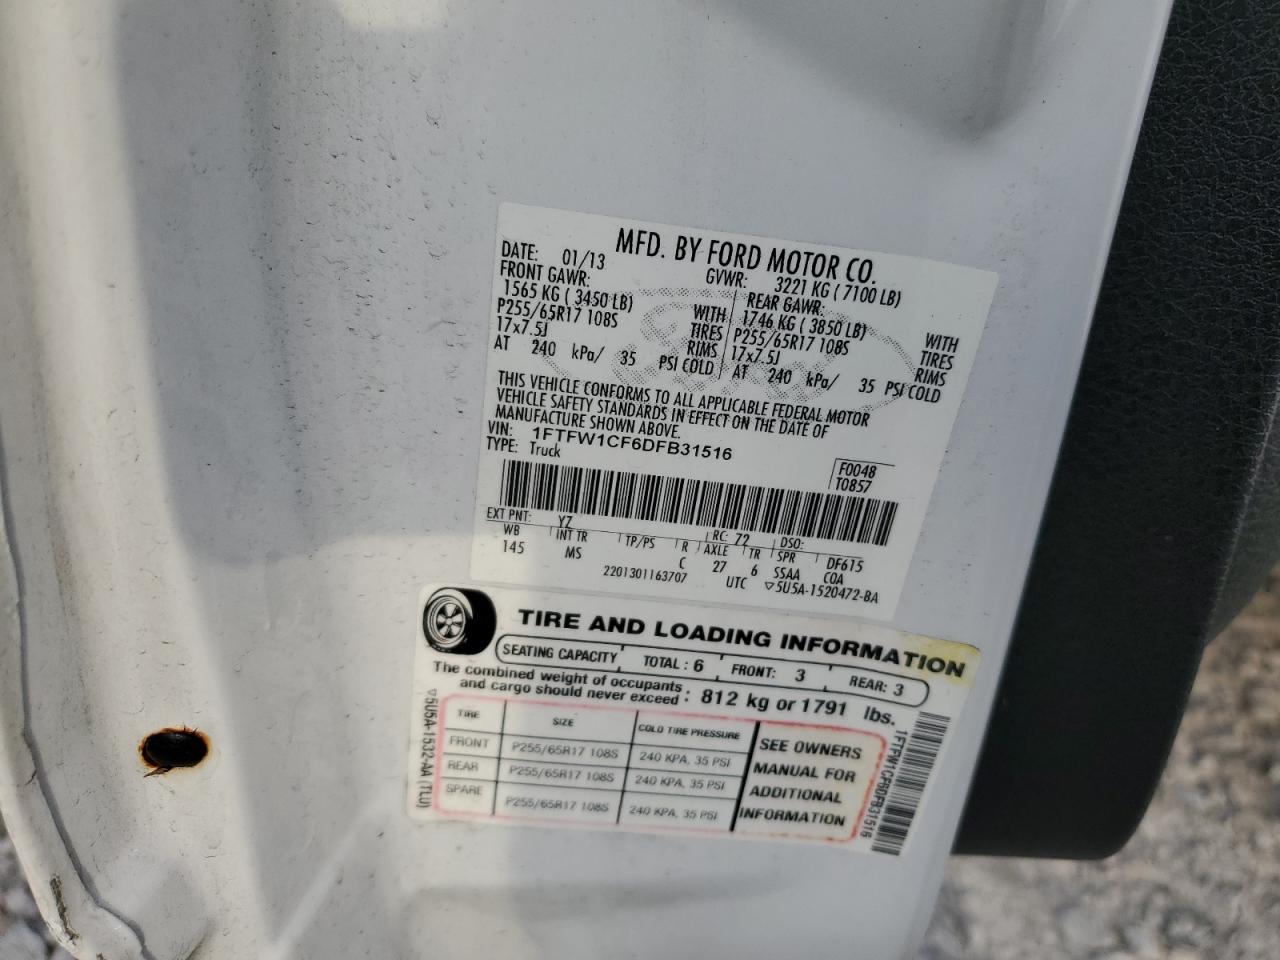 MFD. BY FORD MOTOR CO.
DATE: 01/13 GVWR: 3221 KG ( 7100 LB)
FRONT GAWR: REAR GAWR:
1565 KG ( 3450 LB) WITH 1746 KG ( 3850 LB) WITH
P255/65R17 108S TIRES P255/65R17 108S TIRES
17x7.5J RIMS 17x7.5J RIMS
AT 240 kPa/ 35 PSI COLD AT 240 kPa/ 35 PSI COLD
THIS VEHICLE CONFORMS TO ALL APPLICABLE FEDERAL MOTOR
VEHICLE SAFETY STANDARDS IN EFFECT ON THE DATE OF
MANUFACTURE SHOWN ABOVE.
VIN: 1FTFW1CF6DFB31516
TYPE: Truck
F0048
T0857
EXT PNT: YZ RC: 72 DSO:
WB INT TR TP/PS R AXLE TR SPR DF615
145 MS C 27 6 SSAA COA
2201301163707 UTC ▽5U5A-1520472-BA
TIRE AND LOADING INFORMATION
SEATING CAPACITY TOTAL : 6 FRONT: 3 REAR: 3
The combined weight of occupants
and cargo should never exceed : 812 kg or 1791 lbs.
TIRE SIZE COLD TIRE PRESSURE
FRONT P255/65R17 108S 240 KPA, 35 PSI
REAR P255/65R17 108S 240 KPA, 35 PSI
SPARE P255/65R17 108S 240 KPA, 35 PSI
SEE OWNERS
MANUAL FOR
ADDITIONAL
INFORMATION
▽5U5A-1532-AA (TLU)
1FTFW1CF6DFB31516